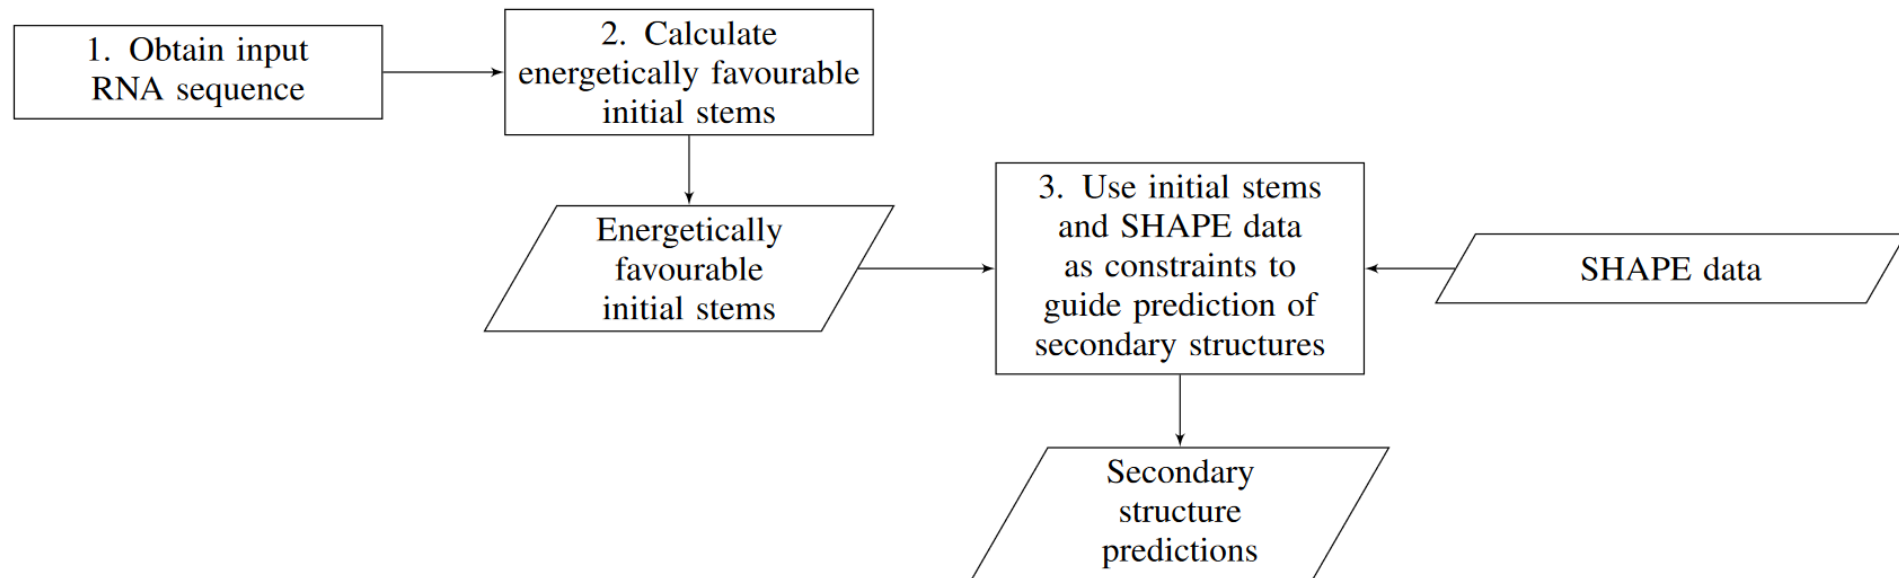 1. Obtain input
RNA sequence
2. Calculate
energetically favourable
initial stems
Energetically
favourable
initial stems
3. Use initial stems
and SHAPE data
as constraints to
guide prediction of
secondary structures
SHAPE data
Secondary
structure
predictions